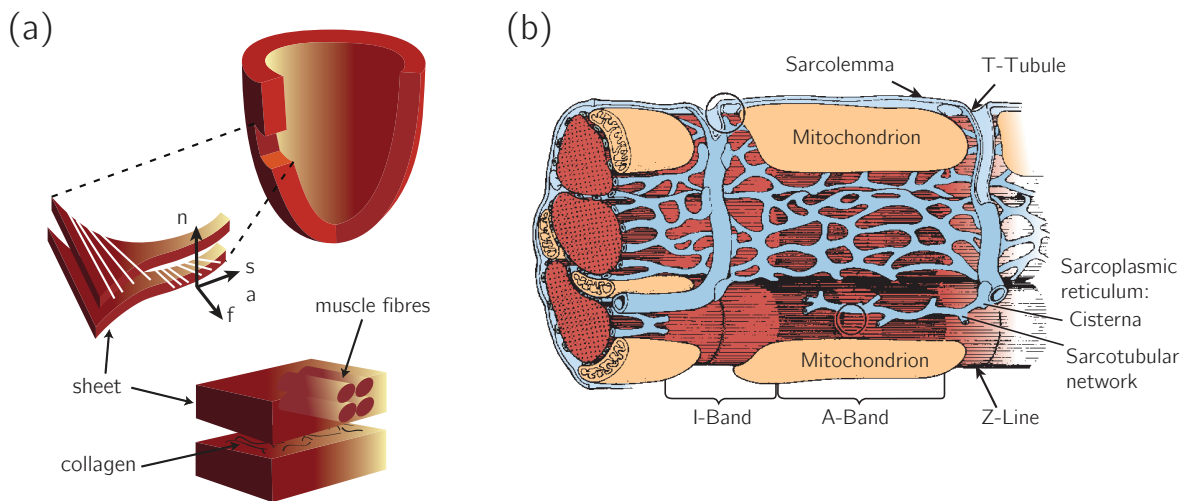 (a)
n
s
a
f
muscle fibres
sheet
collagen
(b)
Sarcolemma
T-Tubule
Mitochondrion
Sarcoplasmic
reticulum:
Cisterna
Sarcotubular
network
Mitochondrion
I-Band
A-Band
Z-Line